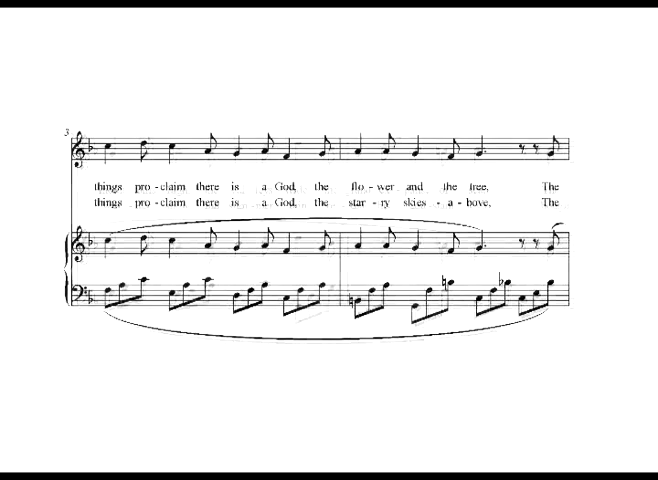 3
things pro - claim there is a God, the flo - wer and the tree, The
things pro - claim there is a God, the star - ry skies - a - bove, The